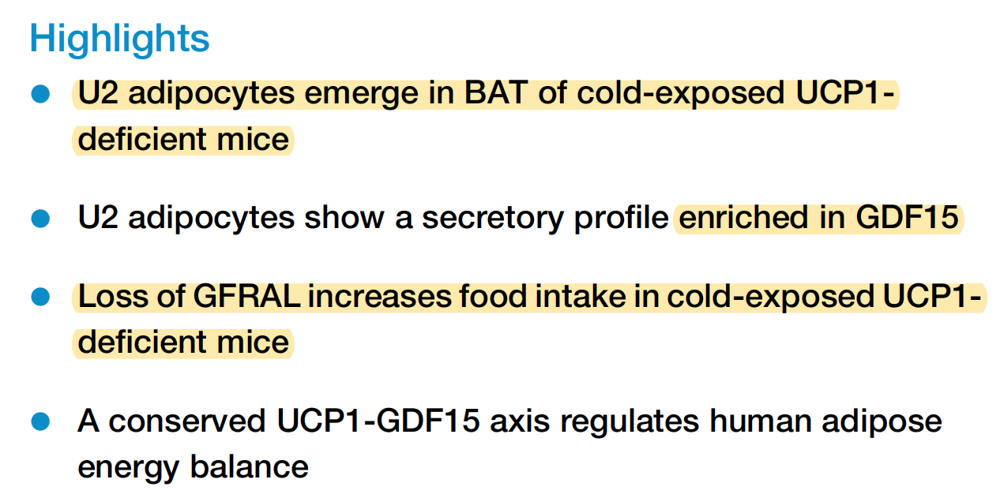 Highlights
● U2 adipocytes emerge in BAT of cold-exposed UCP1-
deficient mice
● U2 adipocytes show a secretory profile enriched in GDF15
● Loss of GFRAL increases food intake in cold-exposed UCP1-
deficient mice
● A conserved UCP1-GDF15 axis regulates human adipose
energy balance